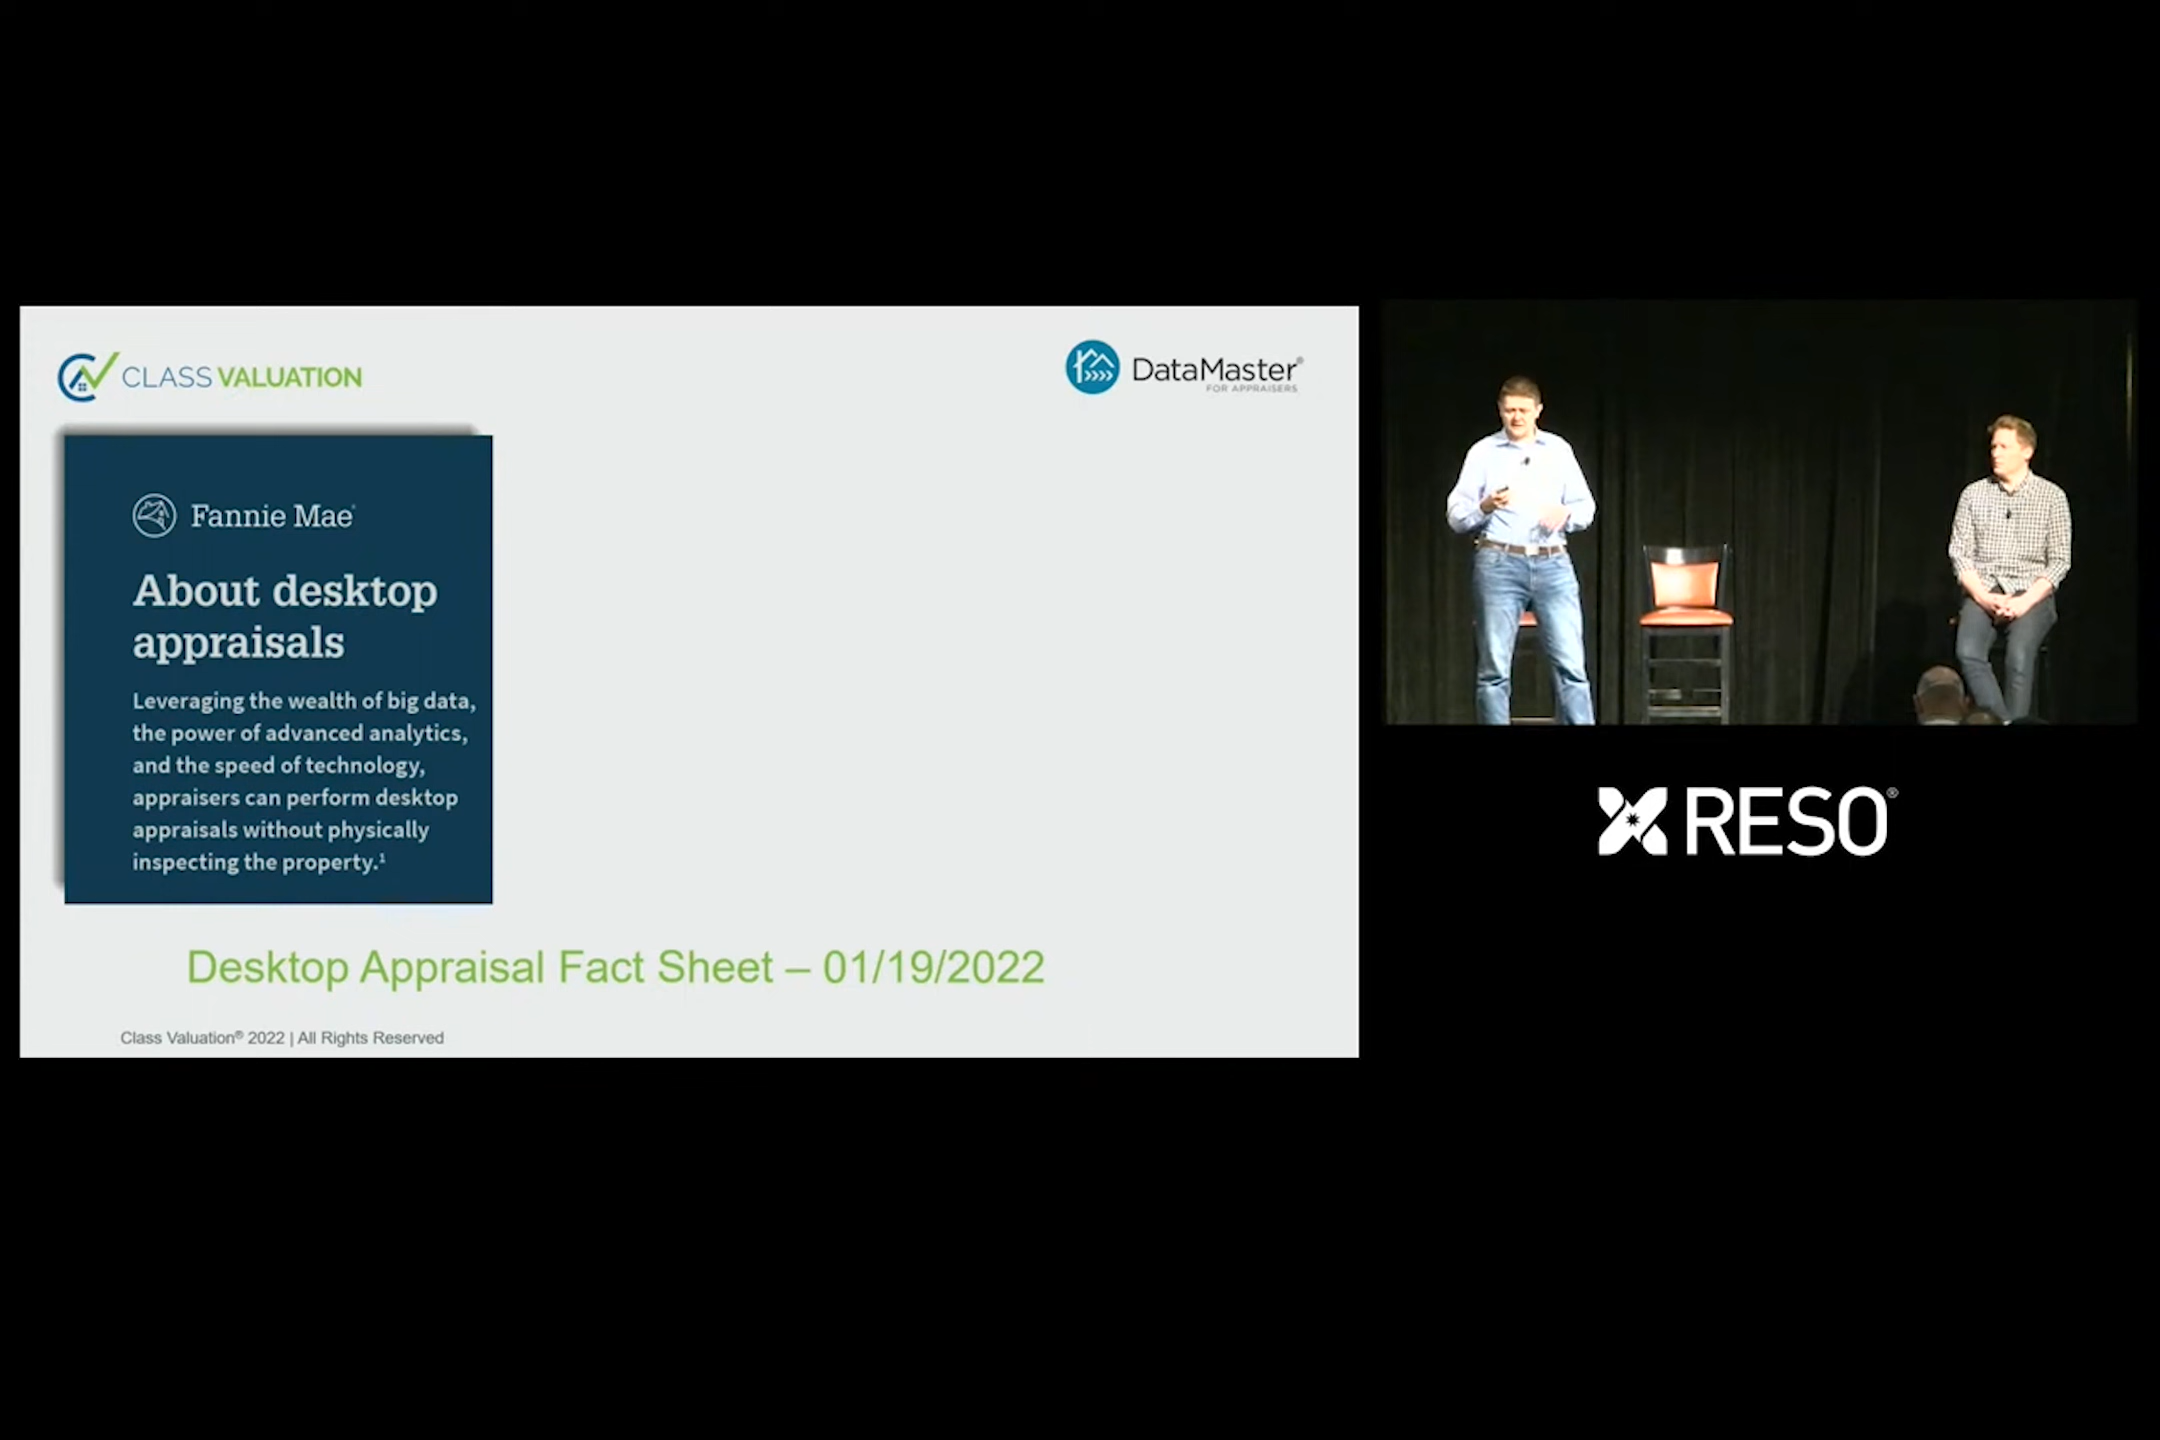 CLASS VALUATION
DataMaster®
FOR APPRAISERS
Fannie Mae®
About desktop
appraisals
Leveraging the wealth of big data,
the power of advanced analytics,
and the speed of technology,
appraisers can perform desktop
appraisals without physically
inspecting the property.¹
Desktop Appraisal Fact Sheet – 01/19/2022
Class Valuation® 2022 | All Rights Reserved
RESO®